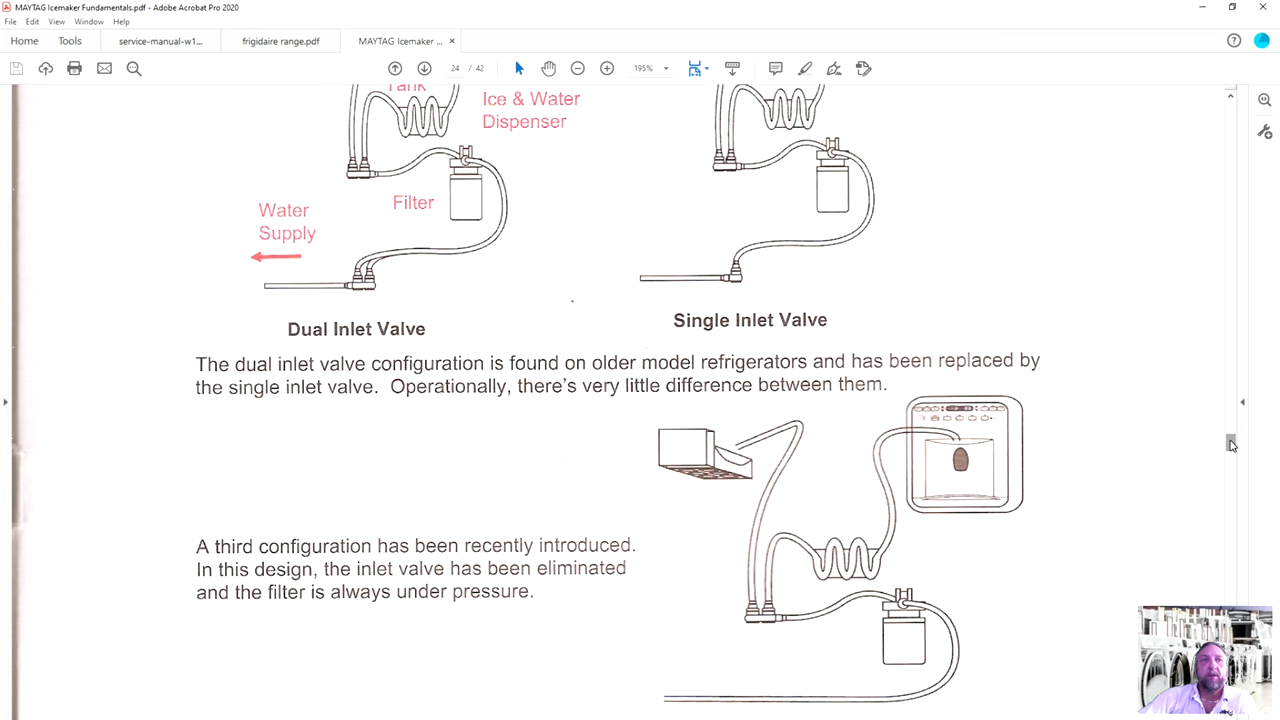 MAYTAG Icemaker Fundamentals.pdf - Adobe Acrobat Pro 2020
File Edit View Window Help
Home Tools service-manual-w1... frigidaire range.pdf MAYTAG Icemaker ... ×
24 / 42 195%
Tank
Ice & Water
Dispenser
Filter
Water
Supply
Dual Inlet Valve
Single Inlet Valve
The dual inlet valve configuration is found on older model refrigerators and has been replaced by
the single inlet valve. Operationally, there's very little difference between them.
A third configuration has been recently introduced.
In this design, the inlet valve has been eliminated
and the filter is always under pressure.